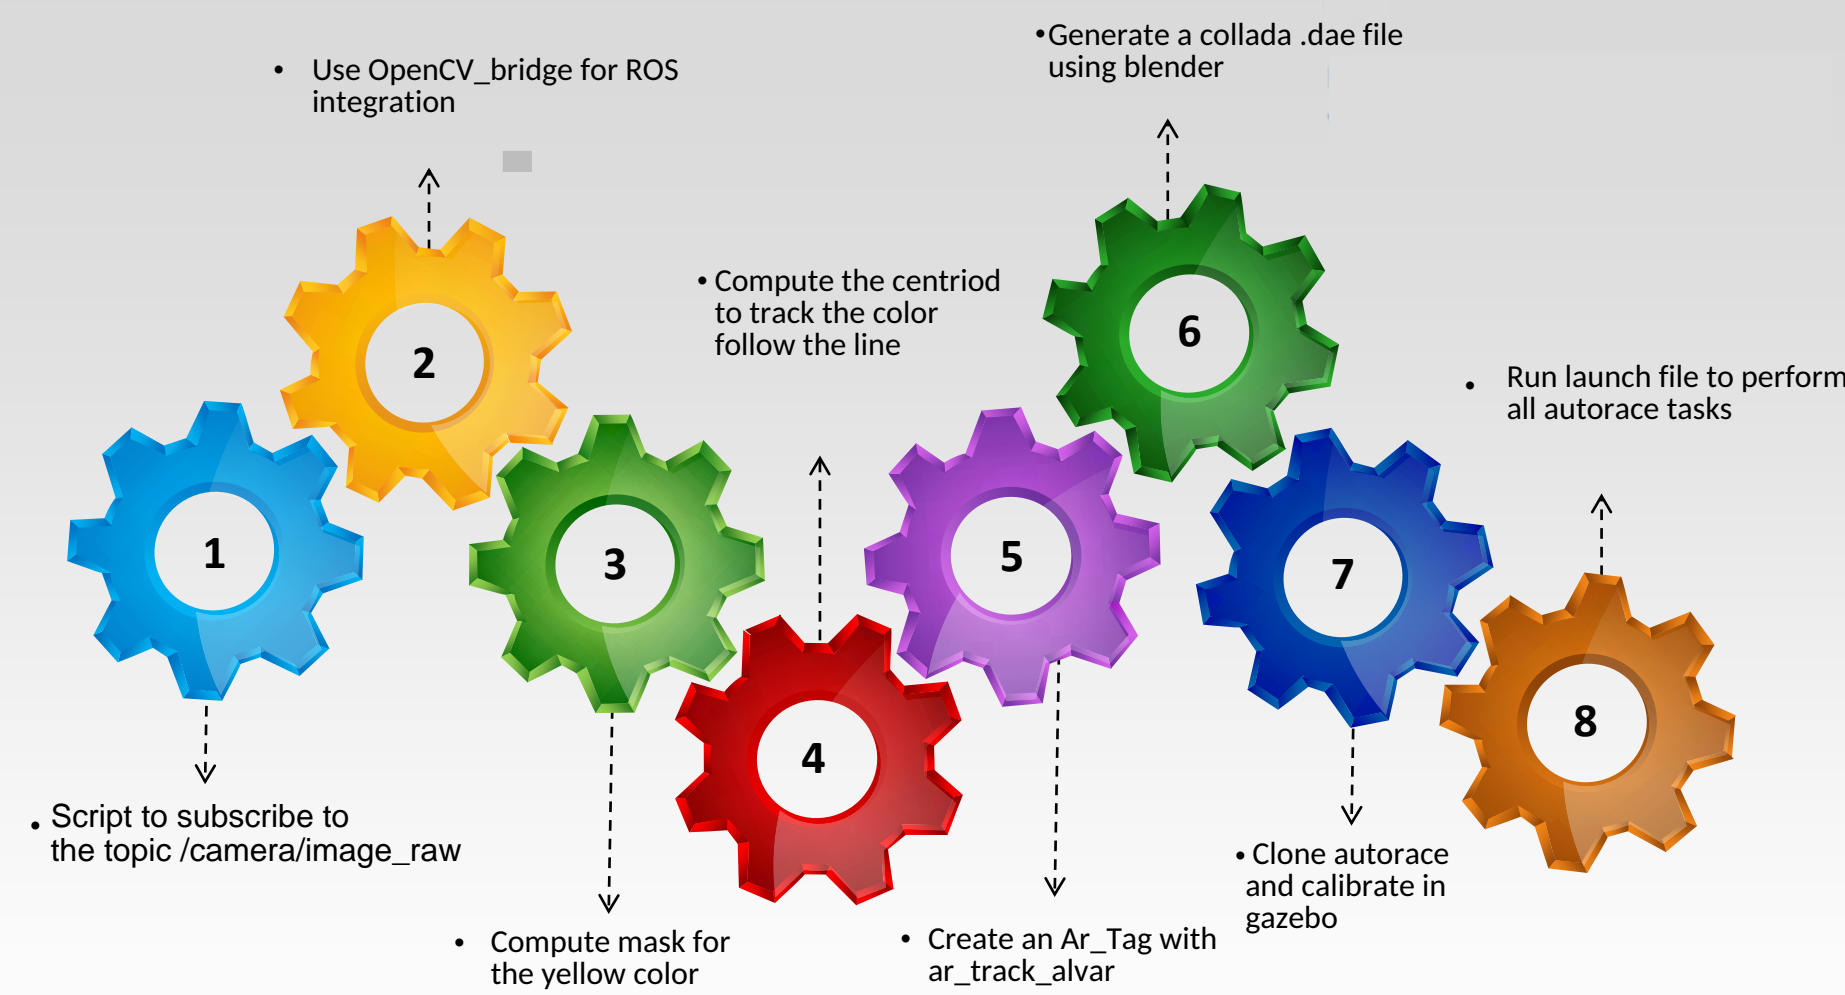 • Generate a collada .dae file
using blender
• Use OpenCV_bridge for ROS
integration
• Compute the centriod
to track the color
follow the line
6
2
• Run launch file to perform
all autorace tasks
1
3
5
7
8
4
• Script to subscribe to
the topic /camera/image_raw
• Clone autorace
and calibrate in
gazebo
• Compute mask for
the yellow color
• Create an Ar_Tag with
ar_track_alvar